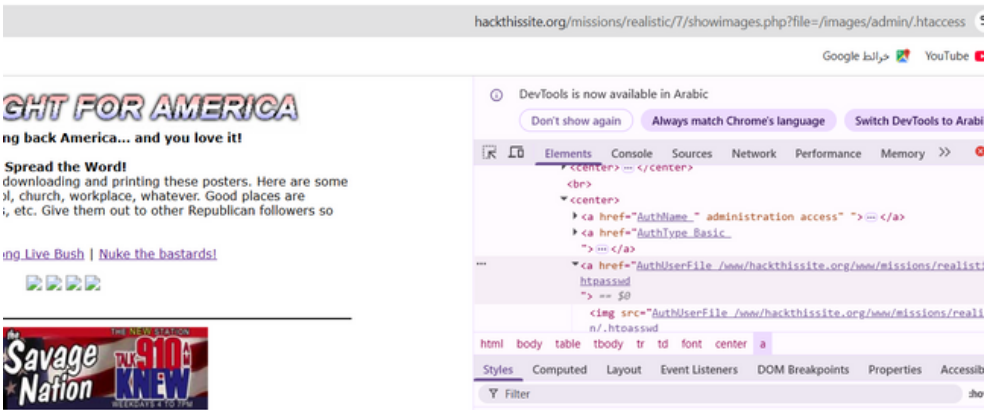 hackthissite.org/missions/realistic/7/showimages.php?file=/images/admin/.htaccess
خرائط Google
YouTube
GHT FOR AMERICA
ng back America... and you love it!
Spread the Word!
downloading and printing these posters. Here are some
ol, church, workplace, whatever. Good places are
s, etc. Give them out to other Republican followers so
ong Live Bush | Nuke the bastards!
the
Savage
Nation
THE NEW STATION
TALK 910
KNEW
WEEKDAYS 4 TO 7PM
DevTools is now available in Arabic
Don't show again
Always match Chrome's language
Switch DevTools to Arabi
Elements Console Sources Network Performance Memory
<center> … </center>
<br>
<center>
<a href="AuthName " administration access" "> … </a>
<a href="AuthType Basic
"> … </a>
<a href="AuthUserFile /www/hackthissite.org/www/missions/realisti
htpasswd
"> == $0
<img src="AuthUserFile /www/hackthissite.org/www/missions/reali
n/.htpasswd
html body table tbody tr td font center a
Styles Computed Layout Event Listeners DOM Breakpoints Properties Accessib
Filter
:ho